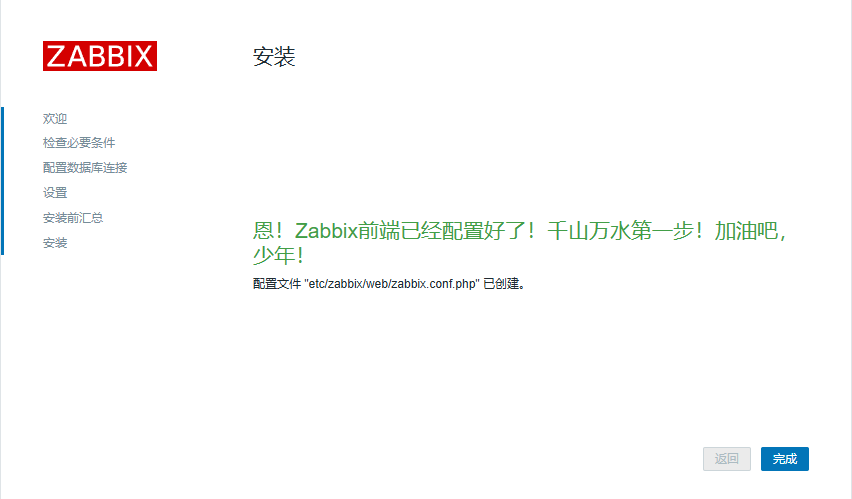 ZABBIX
安装
欢迎
检查必要条件
配置数据库连接
设置
安装前汇总
安装
恩！Zabbix前端已经配置好了！千山万水第一步！加油吧，
少年！
配置文件 "etc/zabbix/web/zabbix.conf.php" 已创建。
返回
完成